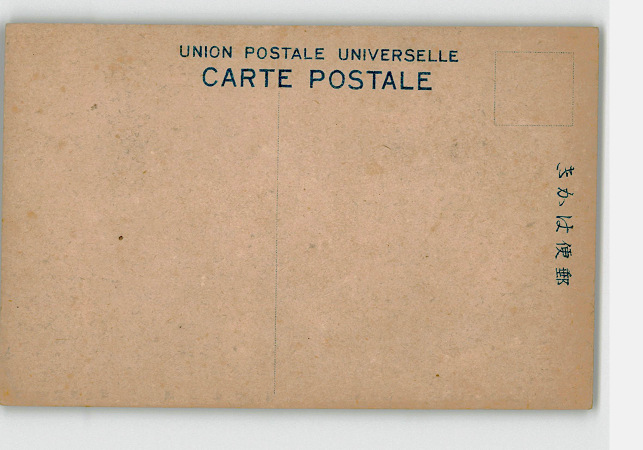 UNION POSTALE UNIVERSELLE
CARTE POSTALE
きかは便郵